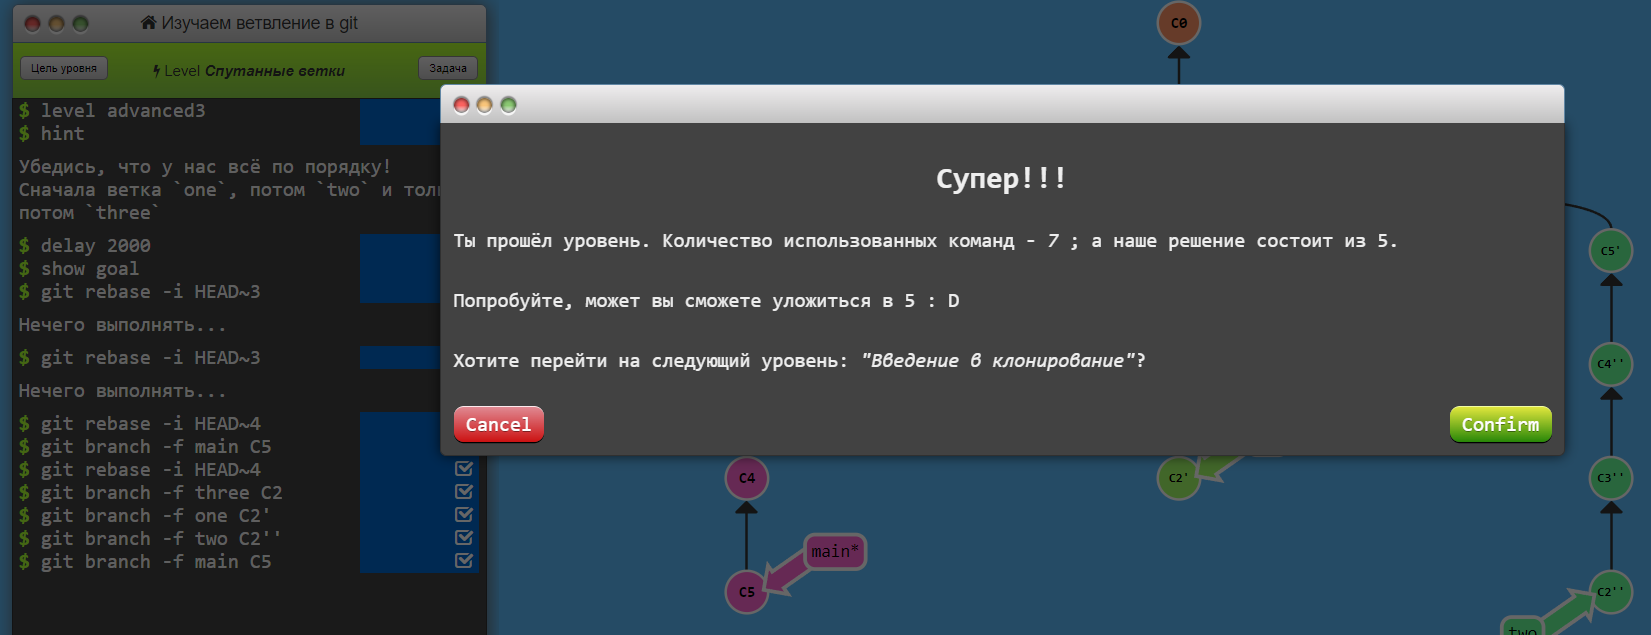 Изучаем ветвление в git
Цель уровня
Level Спутанные ветки
Задача
$ level advanced3
$ hint
Убедись, что у нас всё по порядку!
Сначала ветка `one`, потом `two` и
потом `three`
$ delay 2000
$ show goal
$ git rebase -i HEAD~3
Нечего выполнять...
$ git rebase -i HEAD~3
Нечего выполнять...
$ git rebase -i HEAD~4
$ git branch -f main C5
$ git rebase -i HEAD~4
$ git branch -f three C2
$ git branch -f one C2'
$ git branch -f two C2''
$ git branch -f main C5
Супер!!!
Ты прошёл уровень. Количество использованных команд - 7 ; а наше решение состоит из 5.
Попробуйте, может вы сможете уложиться в 5 : D
Хотите перейти на следующий уровень: "Введение в клонирование"?
Cancel
Confirm
C0
C5'
C4''
C3''
C2''
two
C2'
C4
main*
C5